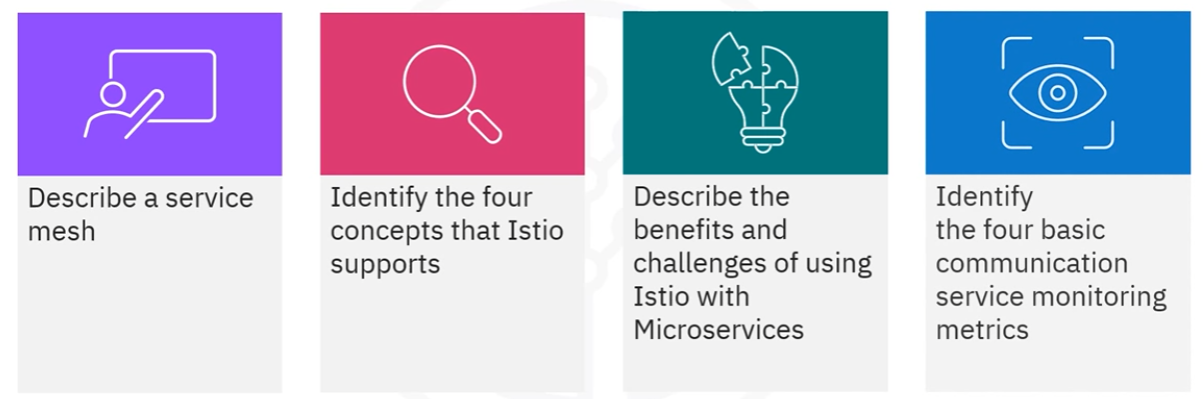 Describe a service
mesh
Identify the four
concepts that Istio
supports
Describe the
benefits and
challenges of using
Istio with
Microservices
Identify
the four basic
communication
service monitoring
metrics